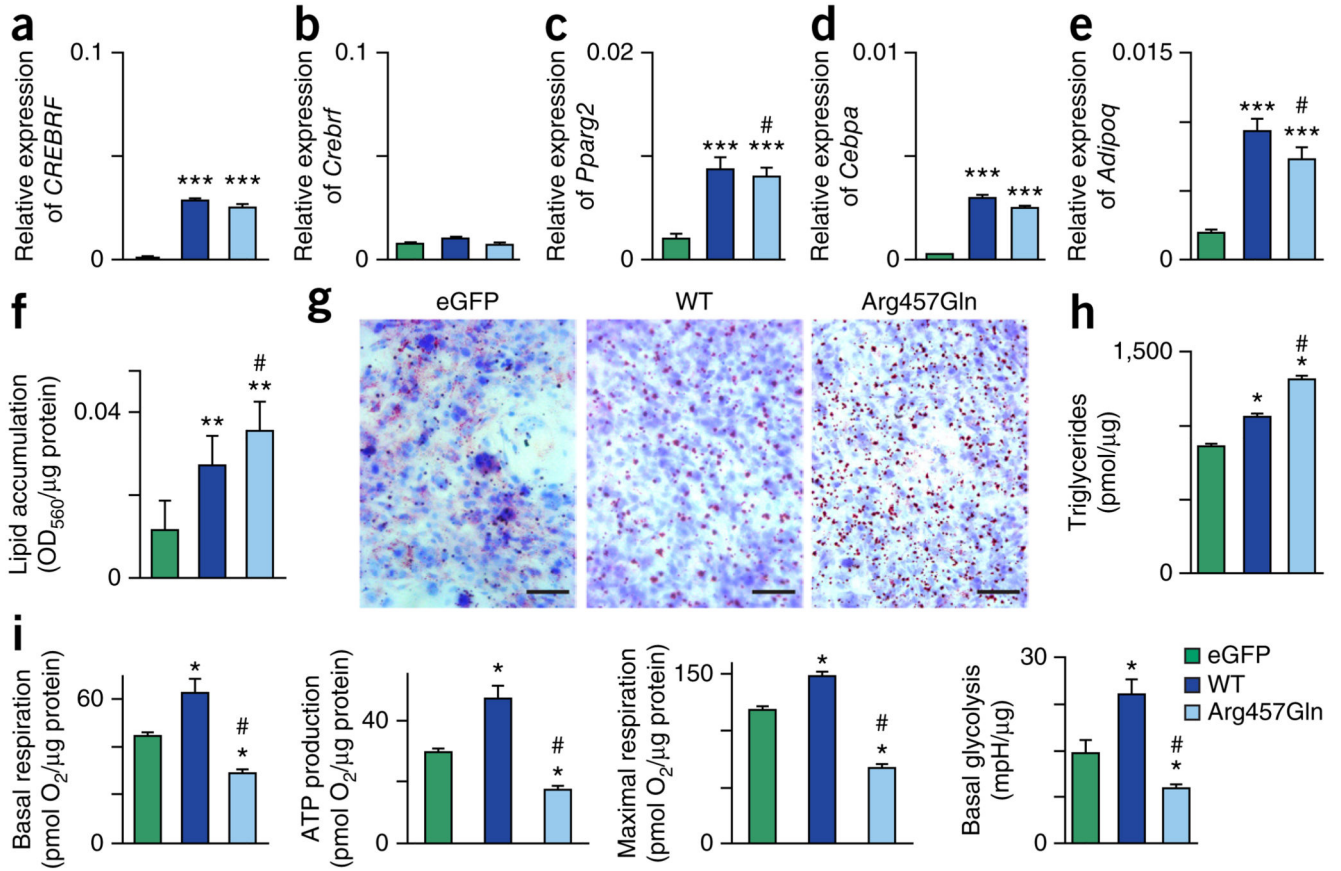 a
0.1
0
Relative expression
of CREBRF
***
***
b
0.1
0
Relative expression
of Crebrf
c
0.02
0
Relative expression
of Pparg2
***
#
***
d
0.01
0
Relative expression
of Cebpa
***
***
e
0.015
0
Relative expression
of Adipoq
***
#
***
f
Lipid accumulation
(OD560/μg protein)
0.04
0
**
#
**
g
eGFP
WT
Arg457Gln
h
1,500
0
Triglycerides
(pmol/μg)
*
#
*
i
Basal respiration
(pmol O2/μg protein)
60
0
*
#
*
ATP production
(pmol O2/μg protein)
40
0
*
#
*
Maximal respiration
(pmol O2/μg protein)
150
0
*
#
*
Basal glycolysis
(mpH/μg)
30
0
*
#
*
eGFP
WT
Arg457Gln